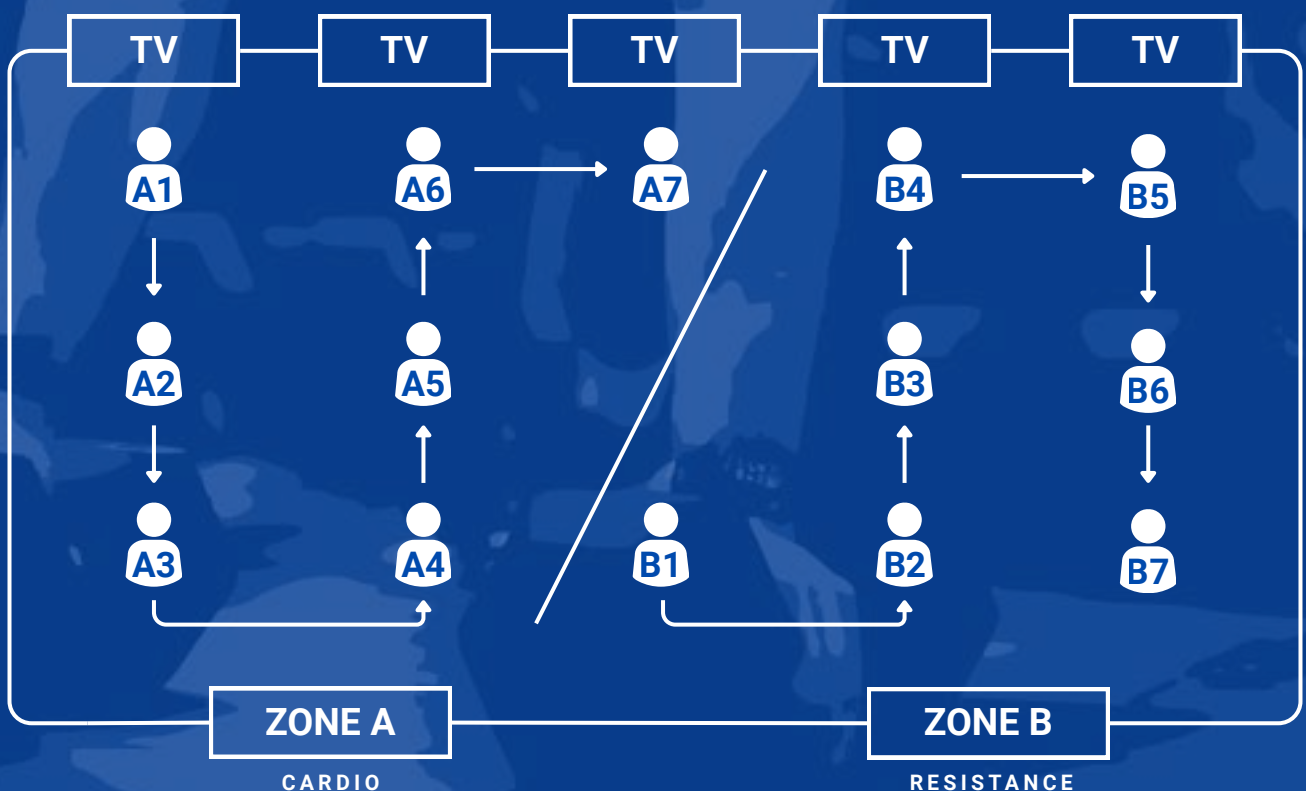 TV TV TV TV TV
A1 A6 A7 B4 B5
A2 A5 B3 B6
A3 A4 B1 B2 B7
ZONE A ZONE B
CARDIO RESISTANCE